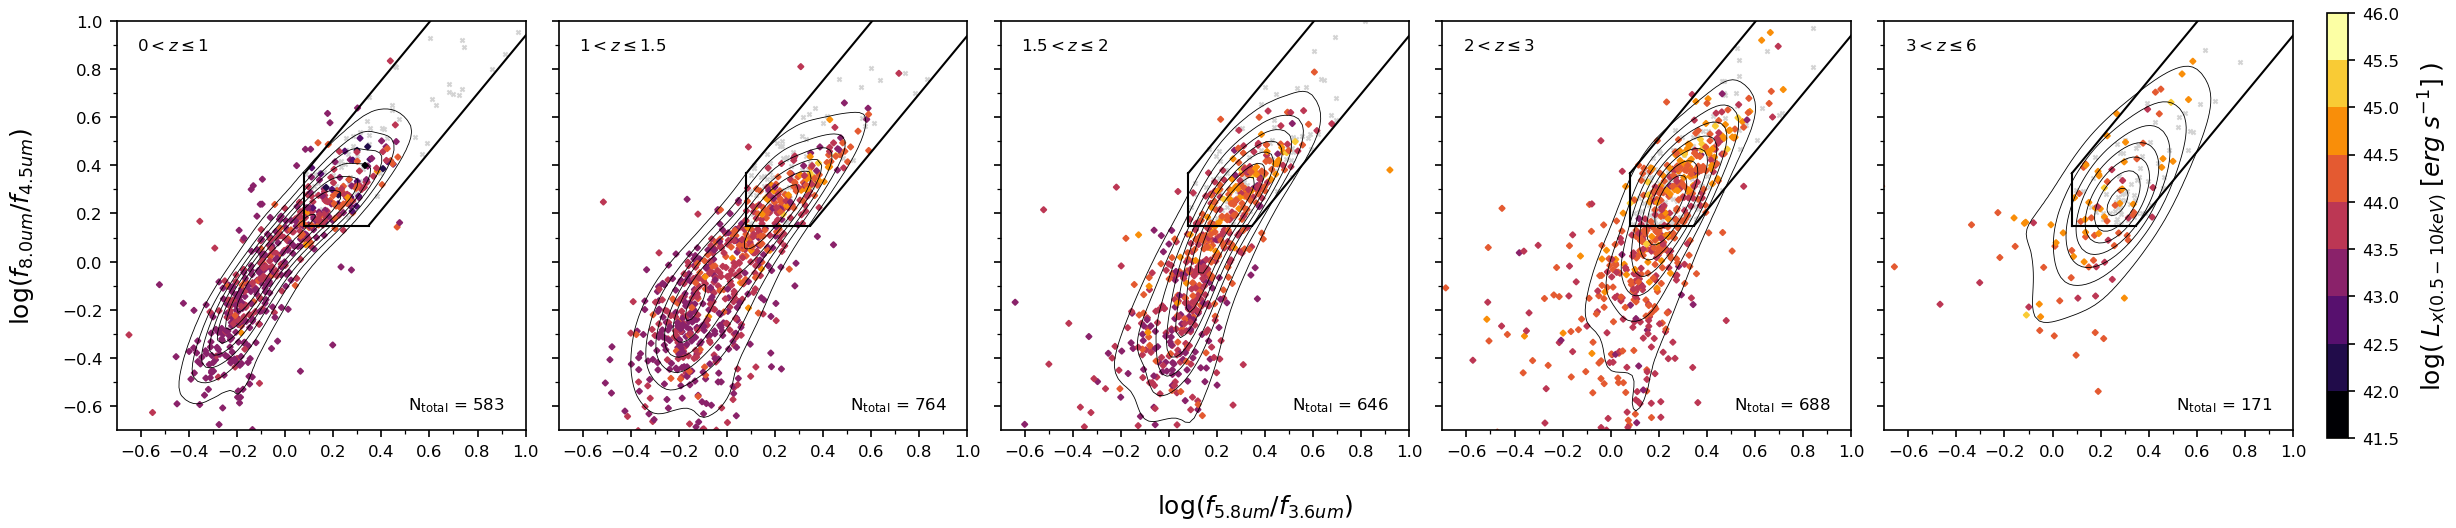 log(f8.0um/f4.5um)
1.0
0.8
0.6
0.4
0.2
0.0
−0.2
−0.4
−0.6
0 < z ≤ 1
Ntotal = 583
−0.6 −0.4 −0.2 0.0 0.2 0.4 0.6 0.8 1.0
1 < z ≤ 1.5
Ntotal = 764
−0.6 −0.4 −0.2 0.0 0.2 0.4 0.6 0.8 1.0
1.5 < z ≤ 2
Ntotal = 646
−0.6 −0.4 −0.2 0.0 0.2 0.4 0.6 0.8 1.0
2 < z ≤ 3
Ntotal = 688
−0.6 −0.4 −0.2 0.0 0.2 0.4 0.6 0.8 1.0
3 < z ≤ 6
Ntotal = 171
−0.6 −0.4 −0.2 0.0 0.2 0.4 0.6 0.8 1.0
46.0
45.5
45.0
44.5
44.0
43.5
43.0
42.5
42.0
41.5
log( Lx(0.5−10keV) [erg s−1] )
log(f5.8um/f3.6um)